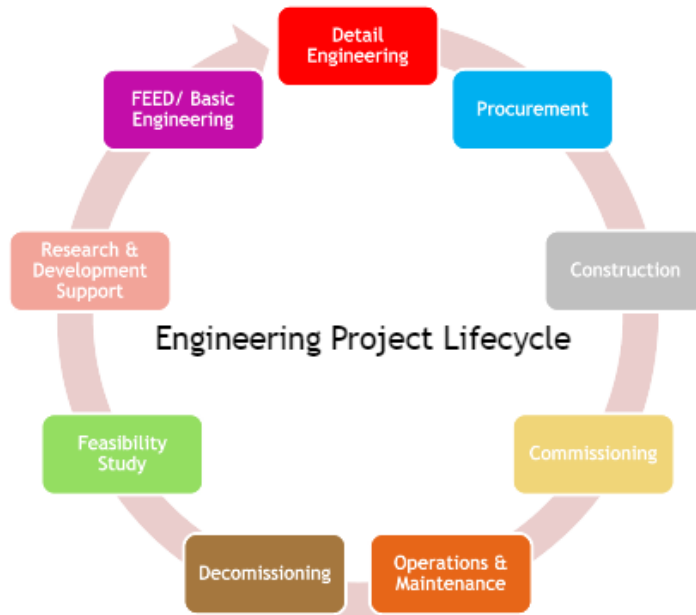 Detail
Engineering
Procurement
Construction
Commissioning
Operations &
Maintenance
Decomissioning
Feasibility
Study
Research &
Development
Support
FEED/ Basic
Engineering
Engineering Project Lifecycle